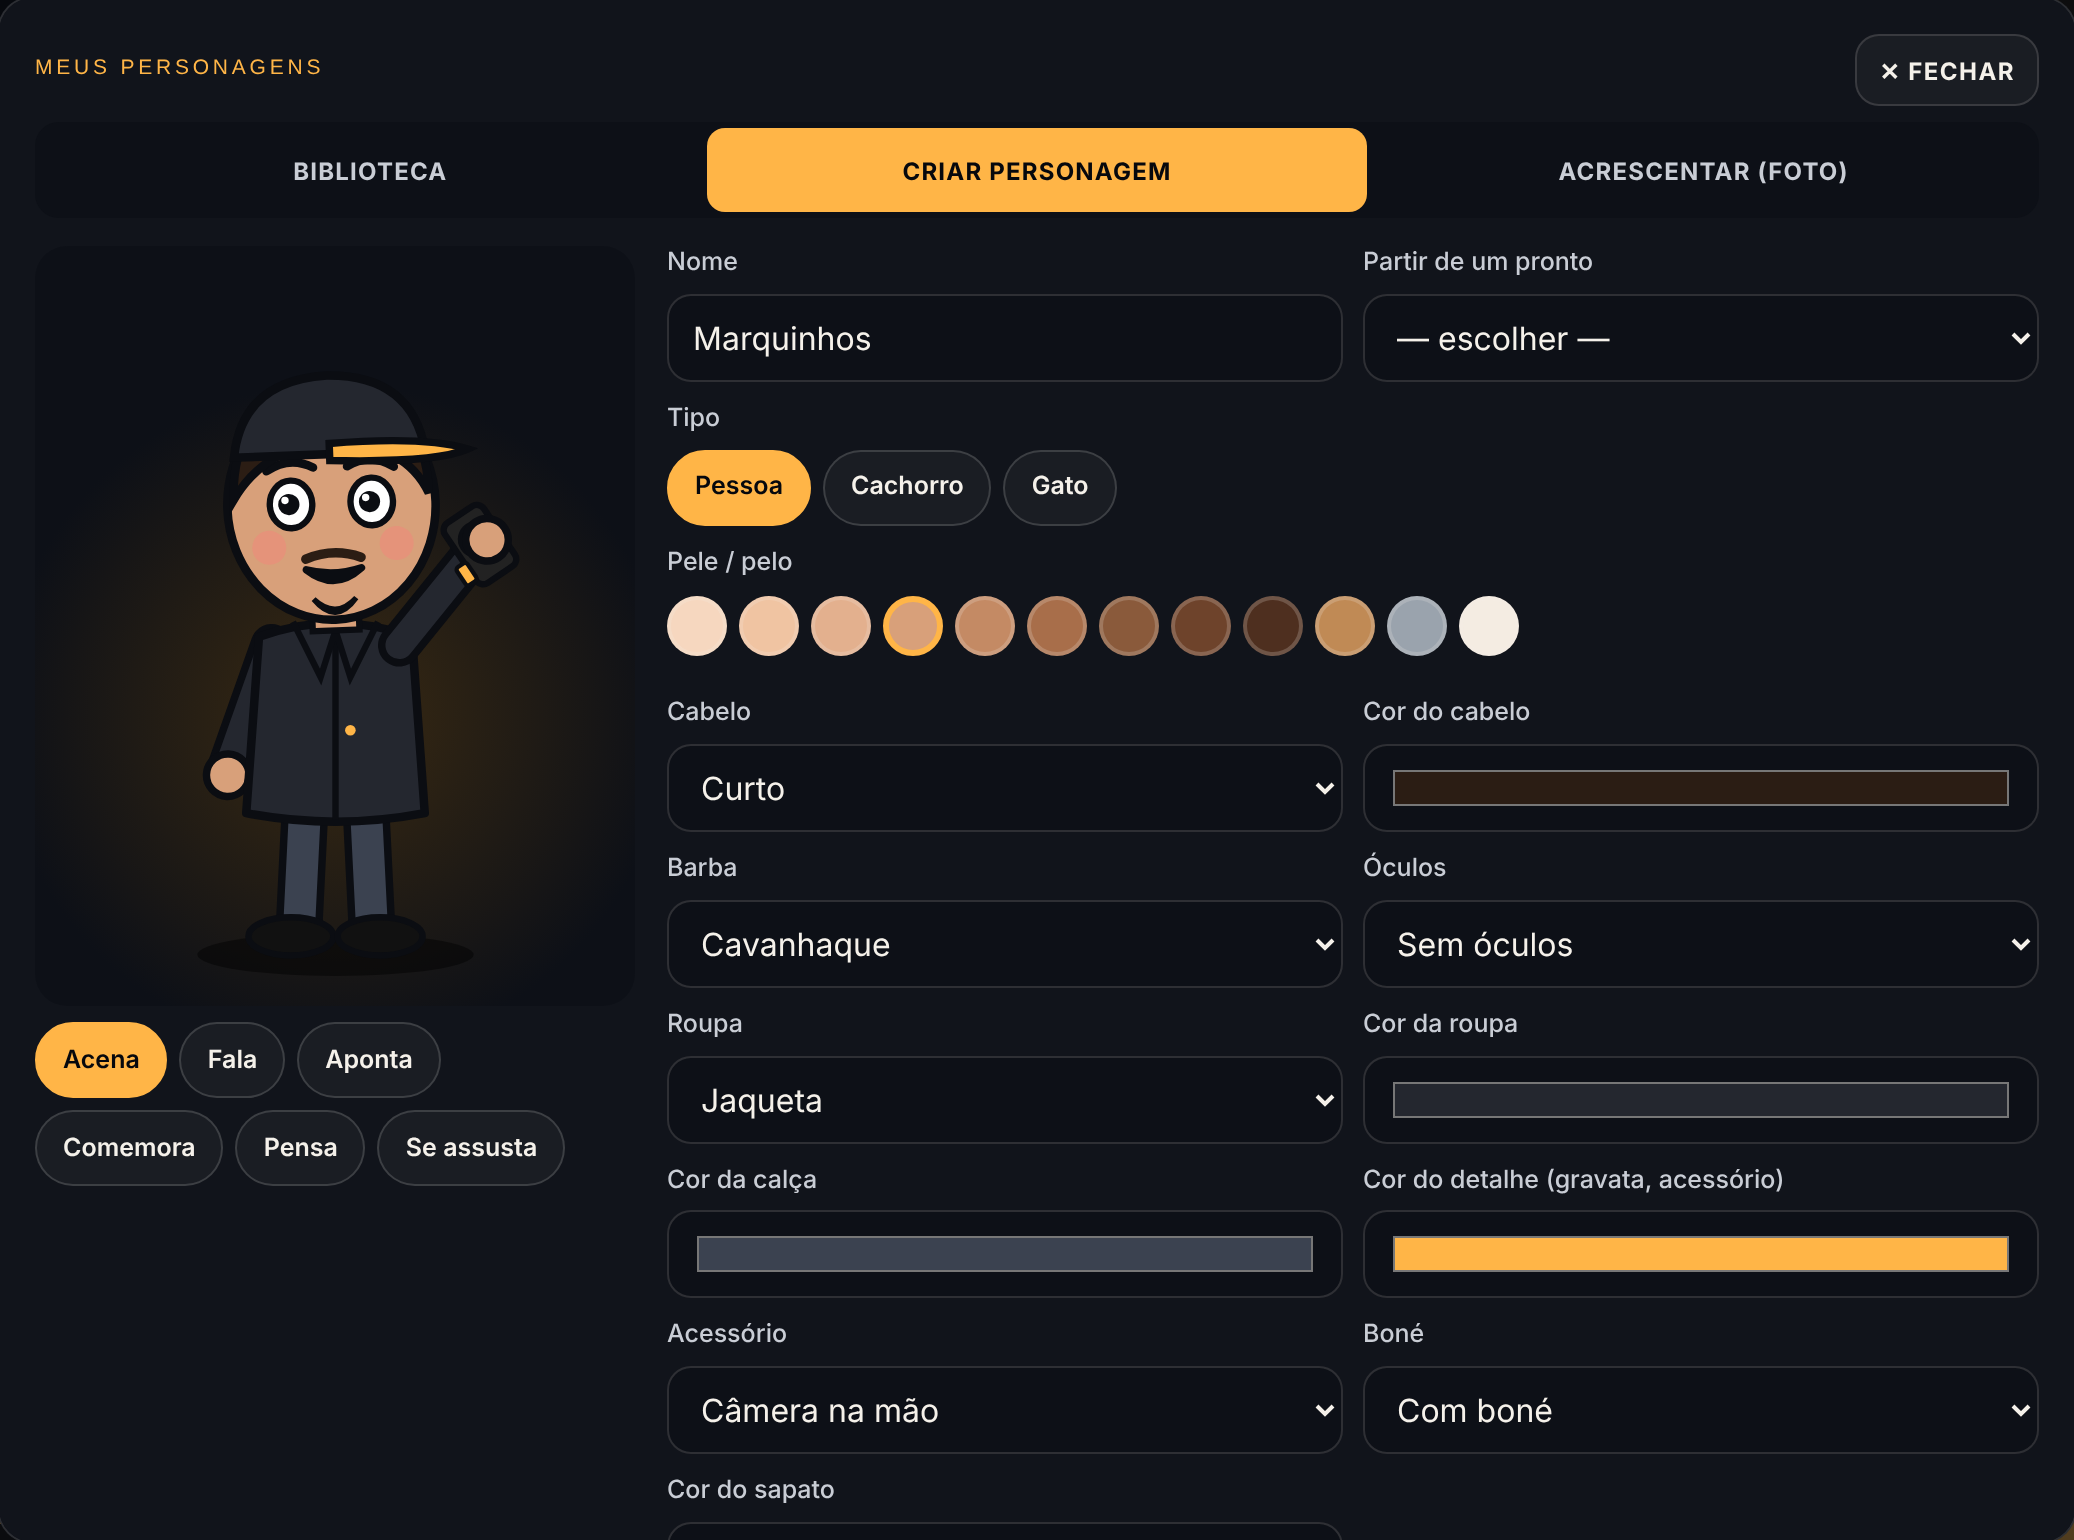 MEUS PERSONAGENS
✕ FECHAR
BIBLIOTECA
CRIAR PERSONAGEM
ACRESCENTAR (FOTO)
Nome
Partir de um pronto
Marquinhos
— escolher —
Tipo
Pessoa
Cachorro
Gato
Pele / pelo
Cabelo
Cor do cabelo
Curto
Barba
Óculos
Cavanhaque
Sem óculos
Roupa
Cor da roupa
Jaqueta
Cor da calça
Cor do detalhe (gravata, acessório)
Acessório
Boné
Câmera na mão
Com boné
Cor do sapato
Acena
Fala
Aponta
Comemora
Pensa
Se assusta